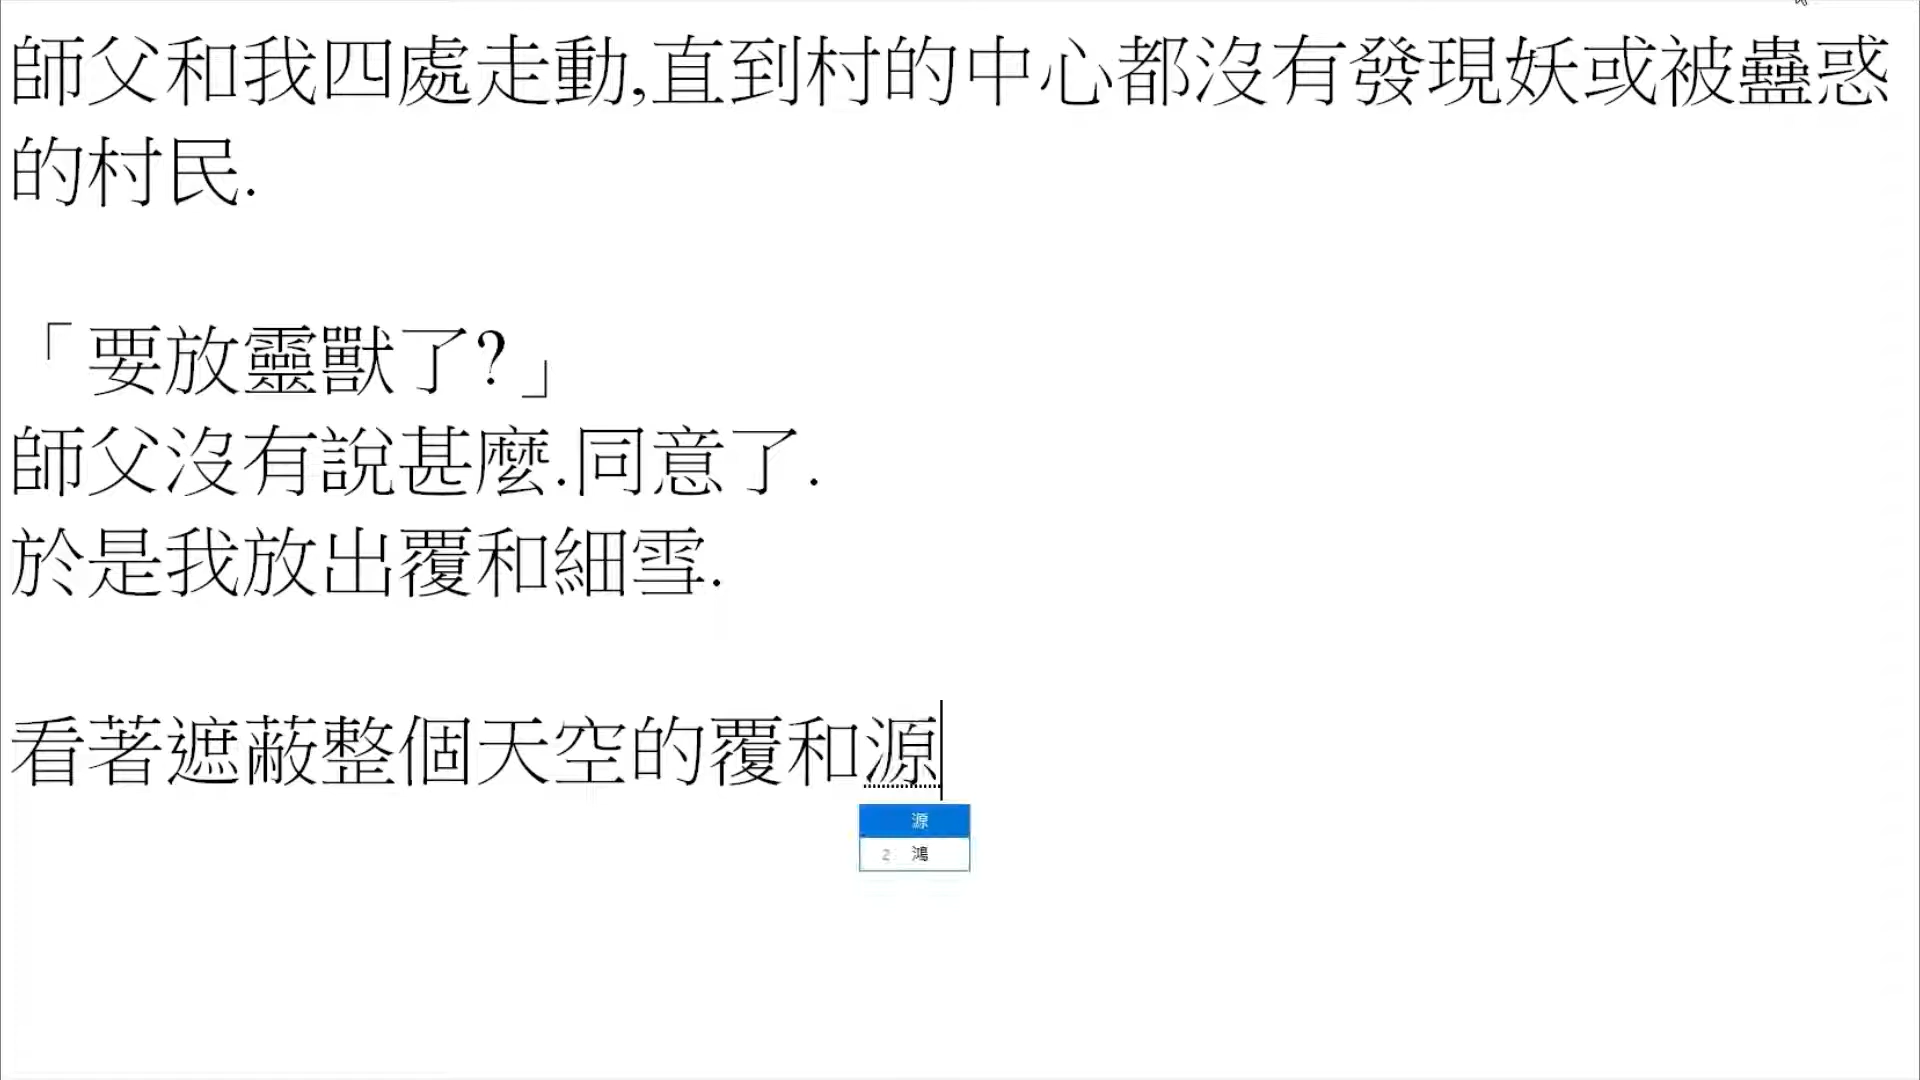 師父和我四處走動,直到村的中心都沒有發現妖或被蠱惑
的村民.
「要放靈獸了?」
師父沒有說甚麼.同意了.
於是我放出覆和細雪.
看著遮蔽整個天空的覆和源
源
2 鴻